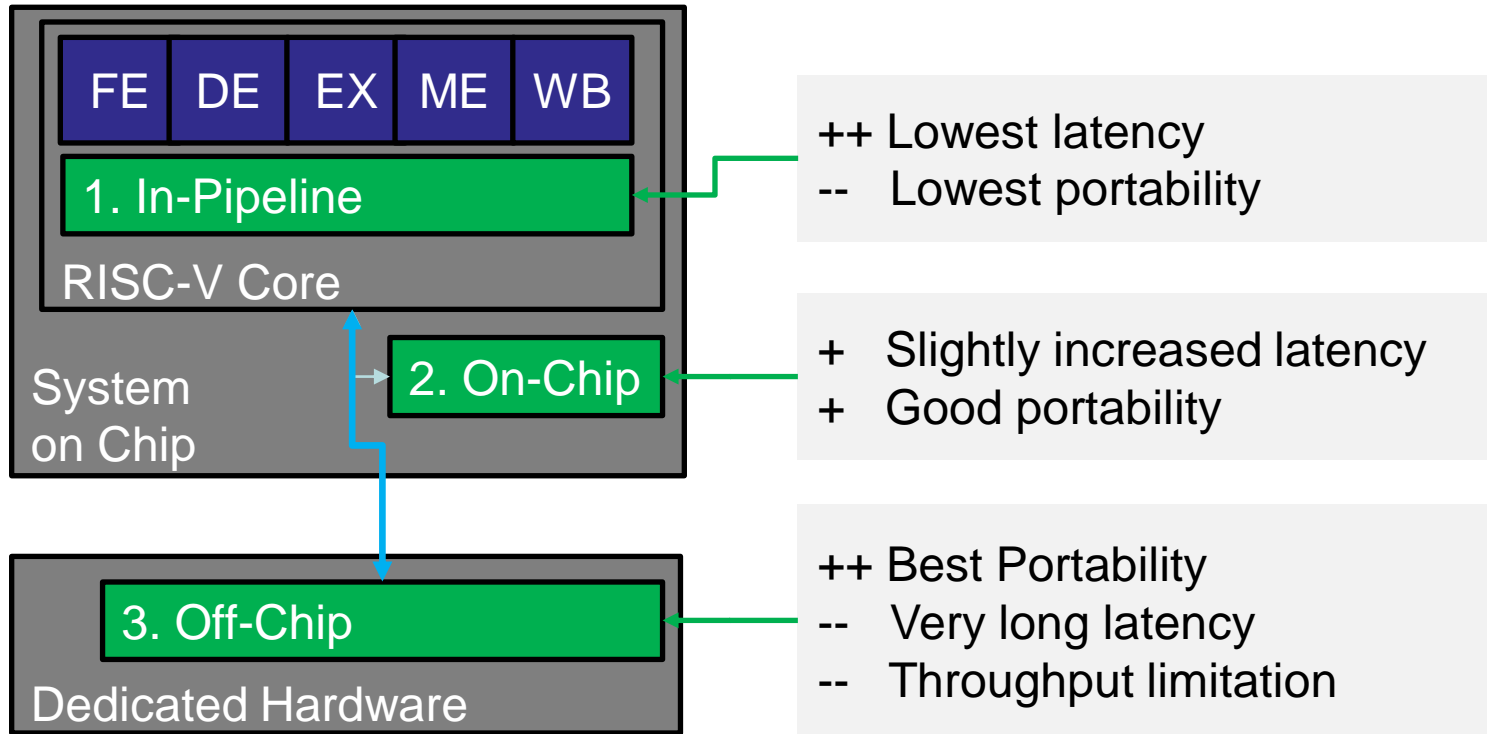 FE DE EX ME WB
1. In-Pipeline
RISC-V Core
++ Lowest latency
-- Lowest portability
System
on Chip
2. On-Chip
+ Slightly increased latency
+ Good portability
3. Off-Chip
Dedicated Hardware
++ Best Portability
-- Very long latency
-- Throughput limitation